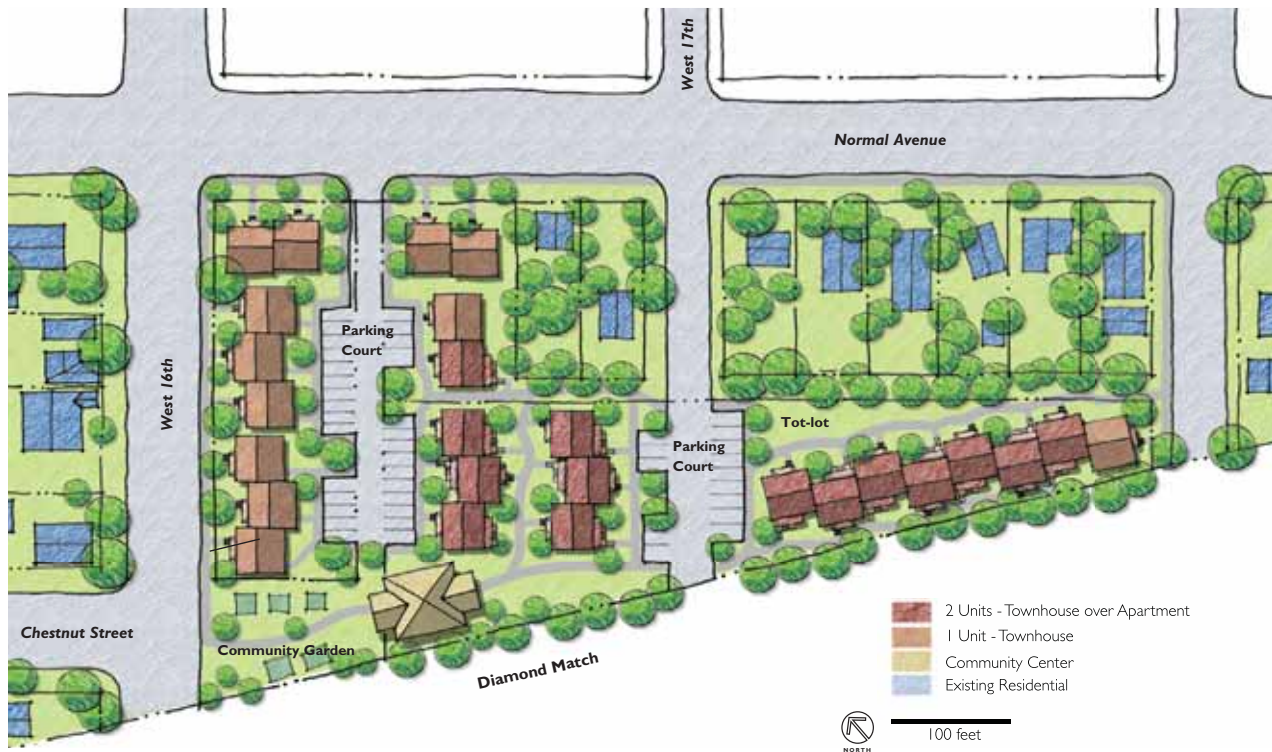 West 17th
Normal Avenue
West 16th
Parking
Court
Tot-lot
Parking
Court
Chestnut Street
Community Garden
Diamond Match
2 Units - Townhouse over Apartment
1 Unit - Townhouse
Community Center
Existing Residential
NORTH
100 feet